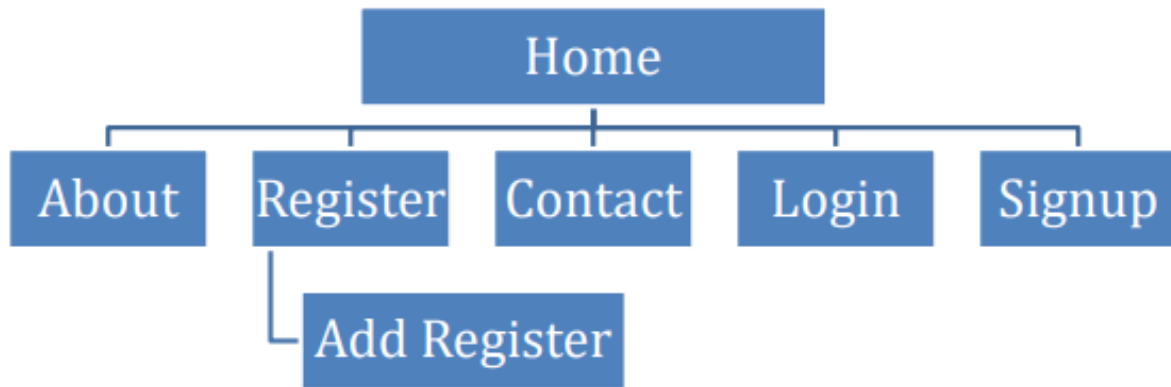 Home
About
Register
Contact
Login
Signup
Add Register